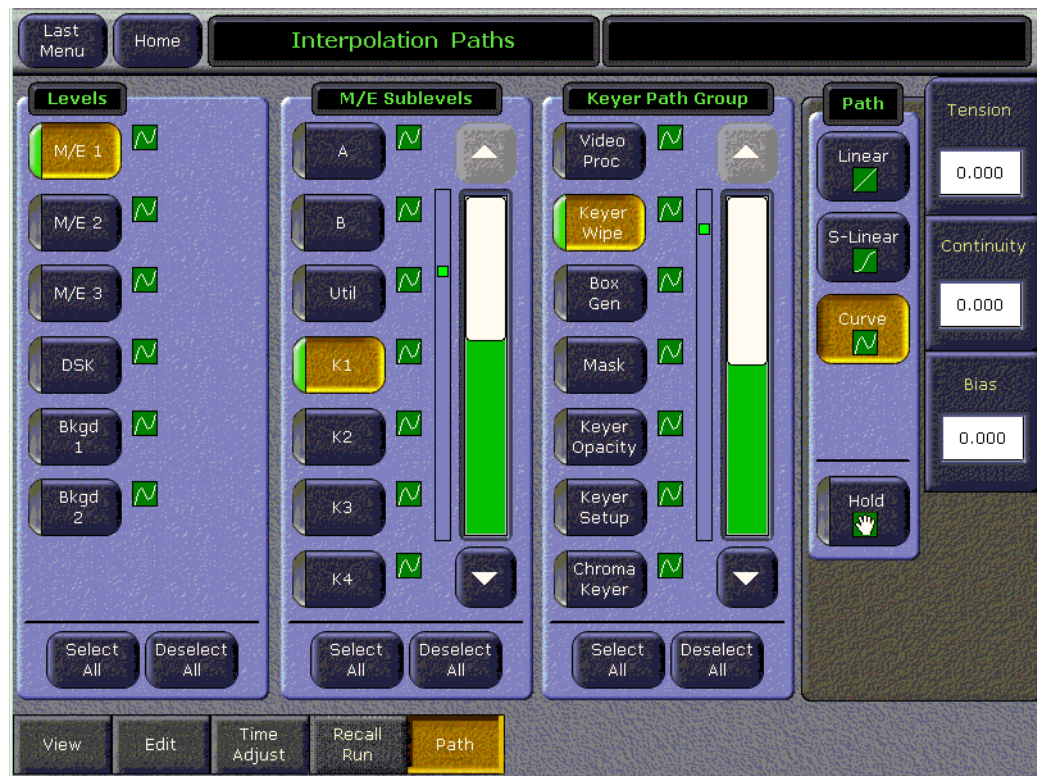 Last
Menu
Home
Interpolation Paths
Levels
M/E 1
M/E 2
M/E 3
DSK
Bkgd
1
Bkgd
2
Select
All
Deselect
All
M/E Sublevels
A
B
Util
K1
K2
K3
K4
Select
All
Deselect
All
Keyer Path Group
Video
Proc
Keyer
Wipe
Box
Gen
Mask
Keyer
Opacity
Keyer
Setup
Chroma
Keyer
Select
All
Deselect
All
Path
Linear
S-Linear
Curve
Hold
Tension
0.000
Continuity
0.000
Bias
0.000
View
Edit
Time
Adjust
Recall
Run
Path